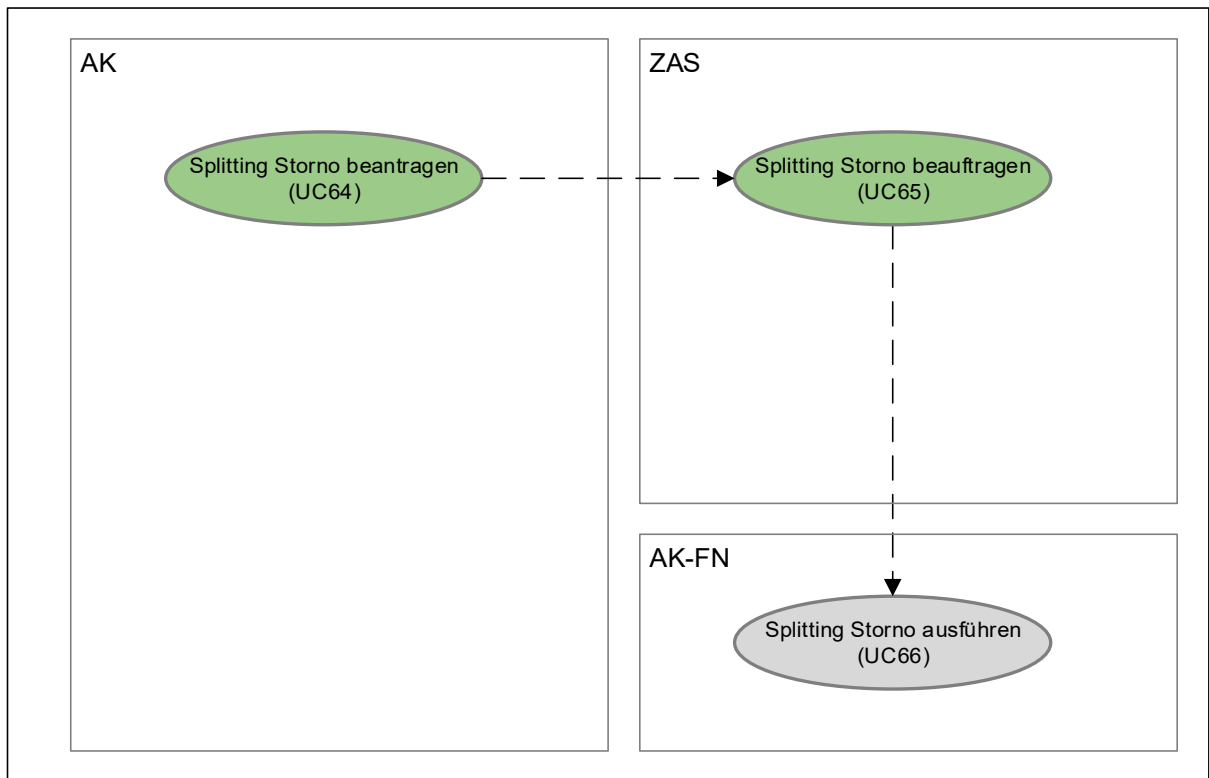 AK
Splitting Storno beantragen
(UC64)
ZAS
Splitting Storno beauftragen
(UC65)
AK-FN
Splitting Storno ausführen
(UC66)